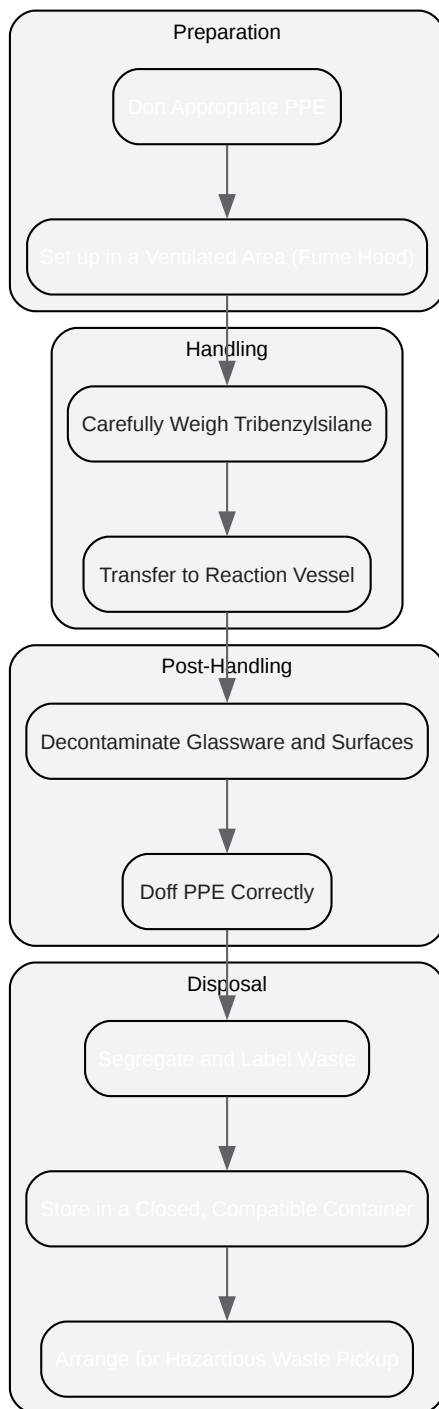 Preparation
Don Appropriate PPE
Set up in a Ventilated Area (Fume Hood)
Handling
Carefully Weigh Tribenzylsilane
Transfer to Reaction Vessel
Post-Handling
Decontaminate Glassware and Surfaces
Doff PPE Correctly
Disposal
Segregate and Label Waste
Store in a Closed, Compatible Container
Arrange for Hazardous Waste Pickup